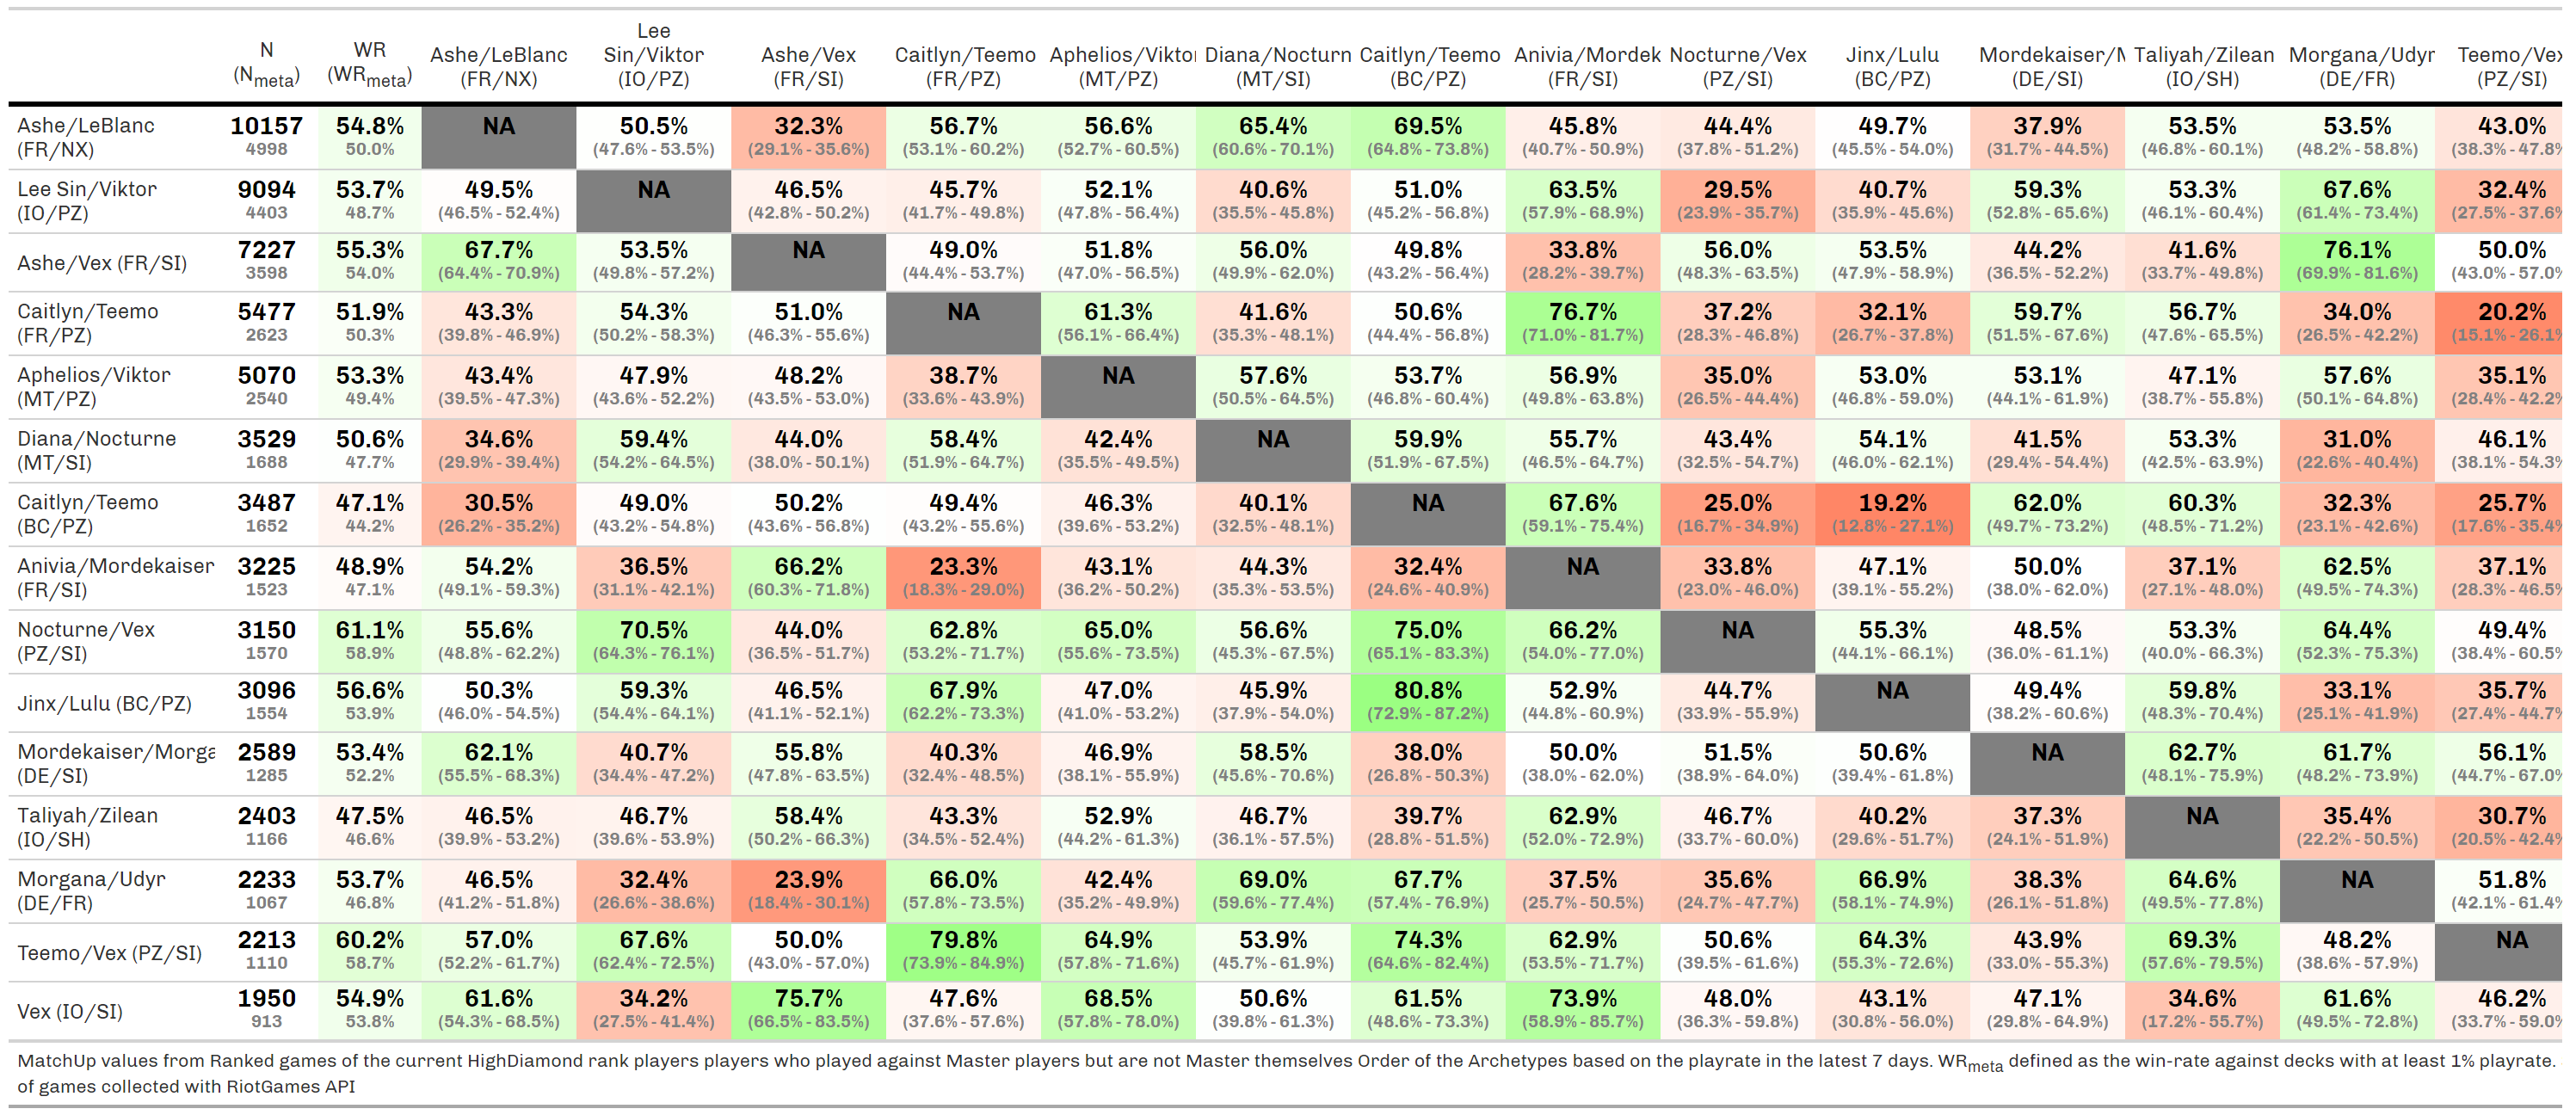 N (N_meta) WR (WR_meta) Ashe/LeBlanc (FR/NX) Lee Sin/Viktor (IO/PZ) Ashe/Vex (FR/SI) Caitlyn/Teemo (FR/PZ) Aphelios/Viktor (MT/PZ) Diana/Nocturn (MT/SI) Caitlyn/Teemo (BC/PZ) Anivia/Mordek (FR/SI) Nocturne/Vex (PZ/SI) Jinx/Lulu (BC/PZ) Mordekaiser/M (DE/SI) Taliyah/Zilean (IO/SH) Morgana/Udyr (DE/FR) Teemo/Vex (PZ/SI)
Ashe/LeBlanc 10157 54.8% NA 50.5% 32.3% 56.7% 56.6% 65.4% 69.5% 45.8% 44.4% 49.7% 37.9% 53.5% 53.5% 43.0%
(FR/NX) 4998 50.0% (47.6% - 53.5%) (29.1% - 35.6%) (53.1% - 60.2%) (52.7% - 60.5%) (60.6% - 70.1%) (64.8% - 73.8%) (40.7% - 50.9%) (37.8% - 51.2%) (45.5% - 54.0%) (31.7% - 44.5%) (46.8% - 60.1%) (48.2% - 58.8%) (38.3% - 47.8%
Lee Sin/Viktor 9094 53.7% 49.5% NA 46.5% 45.7% 52.1% 40.6% 51.0% 63.5% 29.5% 40.7% 59.3% 53.3% 67.6% 32.4%
(IO/PZ) 4403 48.7% (46.5% - 52.4%) (42.8% - 50.2%) (41.7% - 49.8%) (47.8% - 56.4%) (35.5% - 45.8%) (45.2% - 56.8%) (57.9% - 68.9%) (23.9% - 35.7%) (35.9% - 45.6%) (52.8% - 65.6%) (46.1% - 60.4%) (61.4% - 73.4%) (27.5% - 37.6%
Ashe/Vex (FR/SI) 7227 55.3% 67.7% 53.5% NA 49.0% 51.8% 56.0% 49.8% 33.8% 56.0% 53.5% 44.2% 41.6% 76.1% 50.0%
3598 54.0% (64.4% - 70.9%) (49.8% - 57.2%) (44.4% - 53.7%) (47.0% - 56.5%) (49.9% - 62.0%) (43.2% - 56.4%) (28.2% - 39.7%) (48.3% - 63.5%) (47.9% - 58.9%) (36.5% - 52.2%) (33.7% - 49.8%) (69.9% - 81.6%) (43.0% - 57.0%
Caitlyn/Teemo 5477 51.9% 43.3% 54.3% 51.0% NA 61.3% 41.6% 50.6% 76.7% 37.2% 32.1% 59.7% 56.7% 34.0% 20.2%
(FR/PZ) 2623 50.3% (39.8% - 46.9%) (50.2% - 58.3%) (46.3% - 55.6%) (56.1% - 66.4%) (35.3% - 48.1%) (44.4% - 56.8%) (71.0% - 81.7%) (28.3% - 46.8%) (26.7% - 37.8%) (51.5% - 67.6%) (47.6% - 65.5%) (26.5% - 42.2%) (15.1% - 26.1%
Aphelios/Viktor 5070 53.3% 43.4% 47.9% 48.2% 38.7% NA 57.6% 53.7% 56.9% 35.0% 53.0% 53.1% 47.1% 57.6% 35.1%
(MT/PZ) 2540 49.4% (39.5% - 47.3%) (43.6% - 52.2%) (43.5% - 53.0%) (33.6% - 43.9%) (50.5% - 64.5%) (46.8% - 60.4%) (49.8% - 63.8%) (26.5% - 44.4%) (46.8% - 59.0%) (44.1% - 61.9%) (38.7% - 55.8%) (50.1% - 64.8%) (28.4% - 42.2%
Diana/Nocturne 3529 50.6% 34.6% 59.4% 44.0% 58.4% 42.4% NA 59.9% 55.7% 43.4% 54.1% 41.5% 53.3% 31.0% 46.1%
(MT/SI) 1688 47.7% (29.9% - 39.4%) (54.2% - 64.5%) (38.0% - 50.1%) (51.9% - 64.7%) (35.5% - 49.5%) (51.9% - 67.5%) (46.5% - 64.7%) (32.5% - 54.7%) (46.0% - 62.1%) (29.4% - 54.4%) (42.5% - 63.9%) (22.6% - 40.4%) (38.1% - 54.3%
Caitlyn/Teemo 3487 47.1% 30.5% 49.0% 50.2% 49.4% 46.3% 40.1% NA 67.6% 25.0% 19.2% 62.0% 60.3% 32.3% 25.7%
(BC/PZ) 1652 44.2% (26.2% - 35.2%) (43.2% - 54.8%) (43.6% - 56.8%) (43.2% - 55.6%) (39.6% - 53.2%) (32.5% - 48.1%) (59.1% - 75.4%) (16.7% - 34.9%) (12.8% - 27.1%) (49.7% - 73.2%) (48.5% - 71.2%) (23.1% - 42.6%) (17.6% - 35.4%
Anivia/Mordekaiser 3225 48.9% 54.2% 36.5% 66.2% 23.3% 43.1% 44.3% 32.4% NA 33.8% 47.1% 50.0% 37.1% 62.5% 37.1%
(FR/SI) 1523 47.1% (49.1% - 59.3%) (31.1% - 42.1%) (60.3% - 71.8%) (18.3% - 29.0%) (36.2% - 50.2%) (35.3% - 53.5%) (24.6% - 40.9%) (23.0% - 46.0%) (39.1% - 55.2%) (38.0% - 62.0%) (27.1% - 48.0%) (49.5% - 74.3%) (28.3% - 46.5%
Nocturne/Vex 3150 61.1% 55.6% 70.5% 44.0% 62.8% 65.0% 56.6% 75.0% 66.2% NA 55.3% 48.5% 53.3% 64.4% 49.4%
(PZ/SI) 1570 58.9% (48.8% - 62.2%) (64.3% - 76.1%) (36.5% - 51.7%) (53.2% - 71.7%) (55.6% - 73.5%) (45.3% - 67.5%) (65.1% - 83.3%) (54.0% - 77.0%) (44.1% - 66.1%) (36.0% - 61.1%) (40.0% - 66.3%) (52.3% - 75.3%) (38.4% - 60.5%
Jinx/Lulu (BC/PZ) 3096 56.6% 50.3% 59.3% 46.5% 67.9% 47.0% 45.9% 80.8% 52.9% 44.7% NA 49.4% 59.8% 33.1% 35.7%
1554 53.9% (46.0% - 54.5%) (54.4% - 64.1%) (41.1% - 52.1%) (62.2% - 73.3%) (41.0% - 53.2%) (37.9% - 54.0%) (72.9% - 87.2%) (44.8% - 60.9%) (33.9% - 55.9%) (38.2% - 60.6%) (48.3% - 70.4%) (25.1% - 41.9%) (27.4% - 44.7%
Mordekaiser/Morga 2589 53.4% 62.1% 40.7% 55.8% 40.3% 46.9% 58.5% 38.0% 50.0% 51.5% 50.6% NA 62.7% 61.7% 56.1%
(DE/SI) 1285 52.2% (55.5% - 68.3%) (34.4% - 47.2%) (47.8% - 63.5%) (32.4% - 48.5%) (38.1% - 55.9%) (45.6% - 70.6%) (26.8% - 50.3%) (38.0% - 62.0%) (38.9% - 64.0%) (39.4% - 61.8%) (48.1% - 75.9%) (48.2% - 73.9%) (44.7% - 67.0%
Taliyah/Zilean 2403 47.5% 46.5% 46.7% 58.4% 43.3% 52.9% 46.7% 39.7% 62.9% 46.7% 40.2% 37.3% NA 35.4% 30.7%
(IO/SH) 1166 46.6% (39.9% - 53.2%) (39.6% - 53.9%) (50.2% - 66.3%) (34.5% - 52.4%) (44.2% - 61.3%) (36.1% - 57.5%) (28.8% - 51.5%) (52.0% - 72.9%) (33.7% - 60.0%) (29.6% - 51.7%) (24.1% - 51.9%) (22.2% - 50.5%) (20.5% - 42.4%
Morgana/Udyr 2233 53.7% 46.5% 32.4% 23.9% 66.0% 42.4% 69.0% 67.7% 37.5% 35.6% 66.9% 38.3% 64.6% NA 51.8%
(DE/FR) 1067 46.8% (41.2% - 51.8%) (26.6% - 38.6%) (18.4% - 30.1%) (57.8% - 73.5%) (35.2% - 49.9%) (59.6% - 77.4%) (57.4% - 76.9%) (25.7% - 50.5%) (24.7% - 47.7%) (58.1% - 74.9%) (26.1% - 51.8%) (49.5% - 77.8%) (42.1% - 61.4%
Teemo/Vex (PZ/SI) 2213 60.2% 57.0% 67.6% 50.0% 79.8% 64.9% 53.9% 74.3% 62.9% 50.6% 64.3% 43.9% 69.3% 48.2% NA
1110 58.7% (52.2% - 61.7%) (62.4% - 72.5%) (43.0% - 57.0%) (73.9% - 84.9%) (57.8% - 71.6%) (45.7% - 61.9%) (64.6% - 82.4%) (53.5% - 71.7%) (39.5% - 61.6%) (55.3% - 72.6%) (33.0% - 55.3%) (57.6% - 79.5%) (38.6% - 57.9%)
Vex (IO/SI) 1950 54.9% 61.6% 34.2% 75.7% 47.6% 68.5% 50.6% 61.5% 73.9% 48.0% 43.1% 47.1% 34.6% 61.6% 46.2%
913 53.8% (54.3% - 68.5%) (27.5% - 41.4%) (66.5% - 83.5%) (37.6% - 57.6%) (57.8% - 78.0%) (39.8% - 61.3%) (48.6% - 73.3%) (58.9% - 85.7%) (36.3% - 59.8%) (30.8% - 56.0%) (29.8% - 64.9%) (17.2% - 55.7%) (49.5% - 72.8%) (33.7% - 59.0%
MatchUp values from Ranked games of the current HighDiamond rank players players who played against Master players but are not Master themselves Order of the Archetypes based on the playrate in the latest 7 days. WR_meta defined as the win-rate against decks with at least 1% playrate.
of games collected with RiotGames API